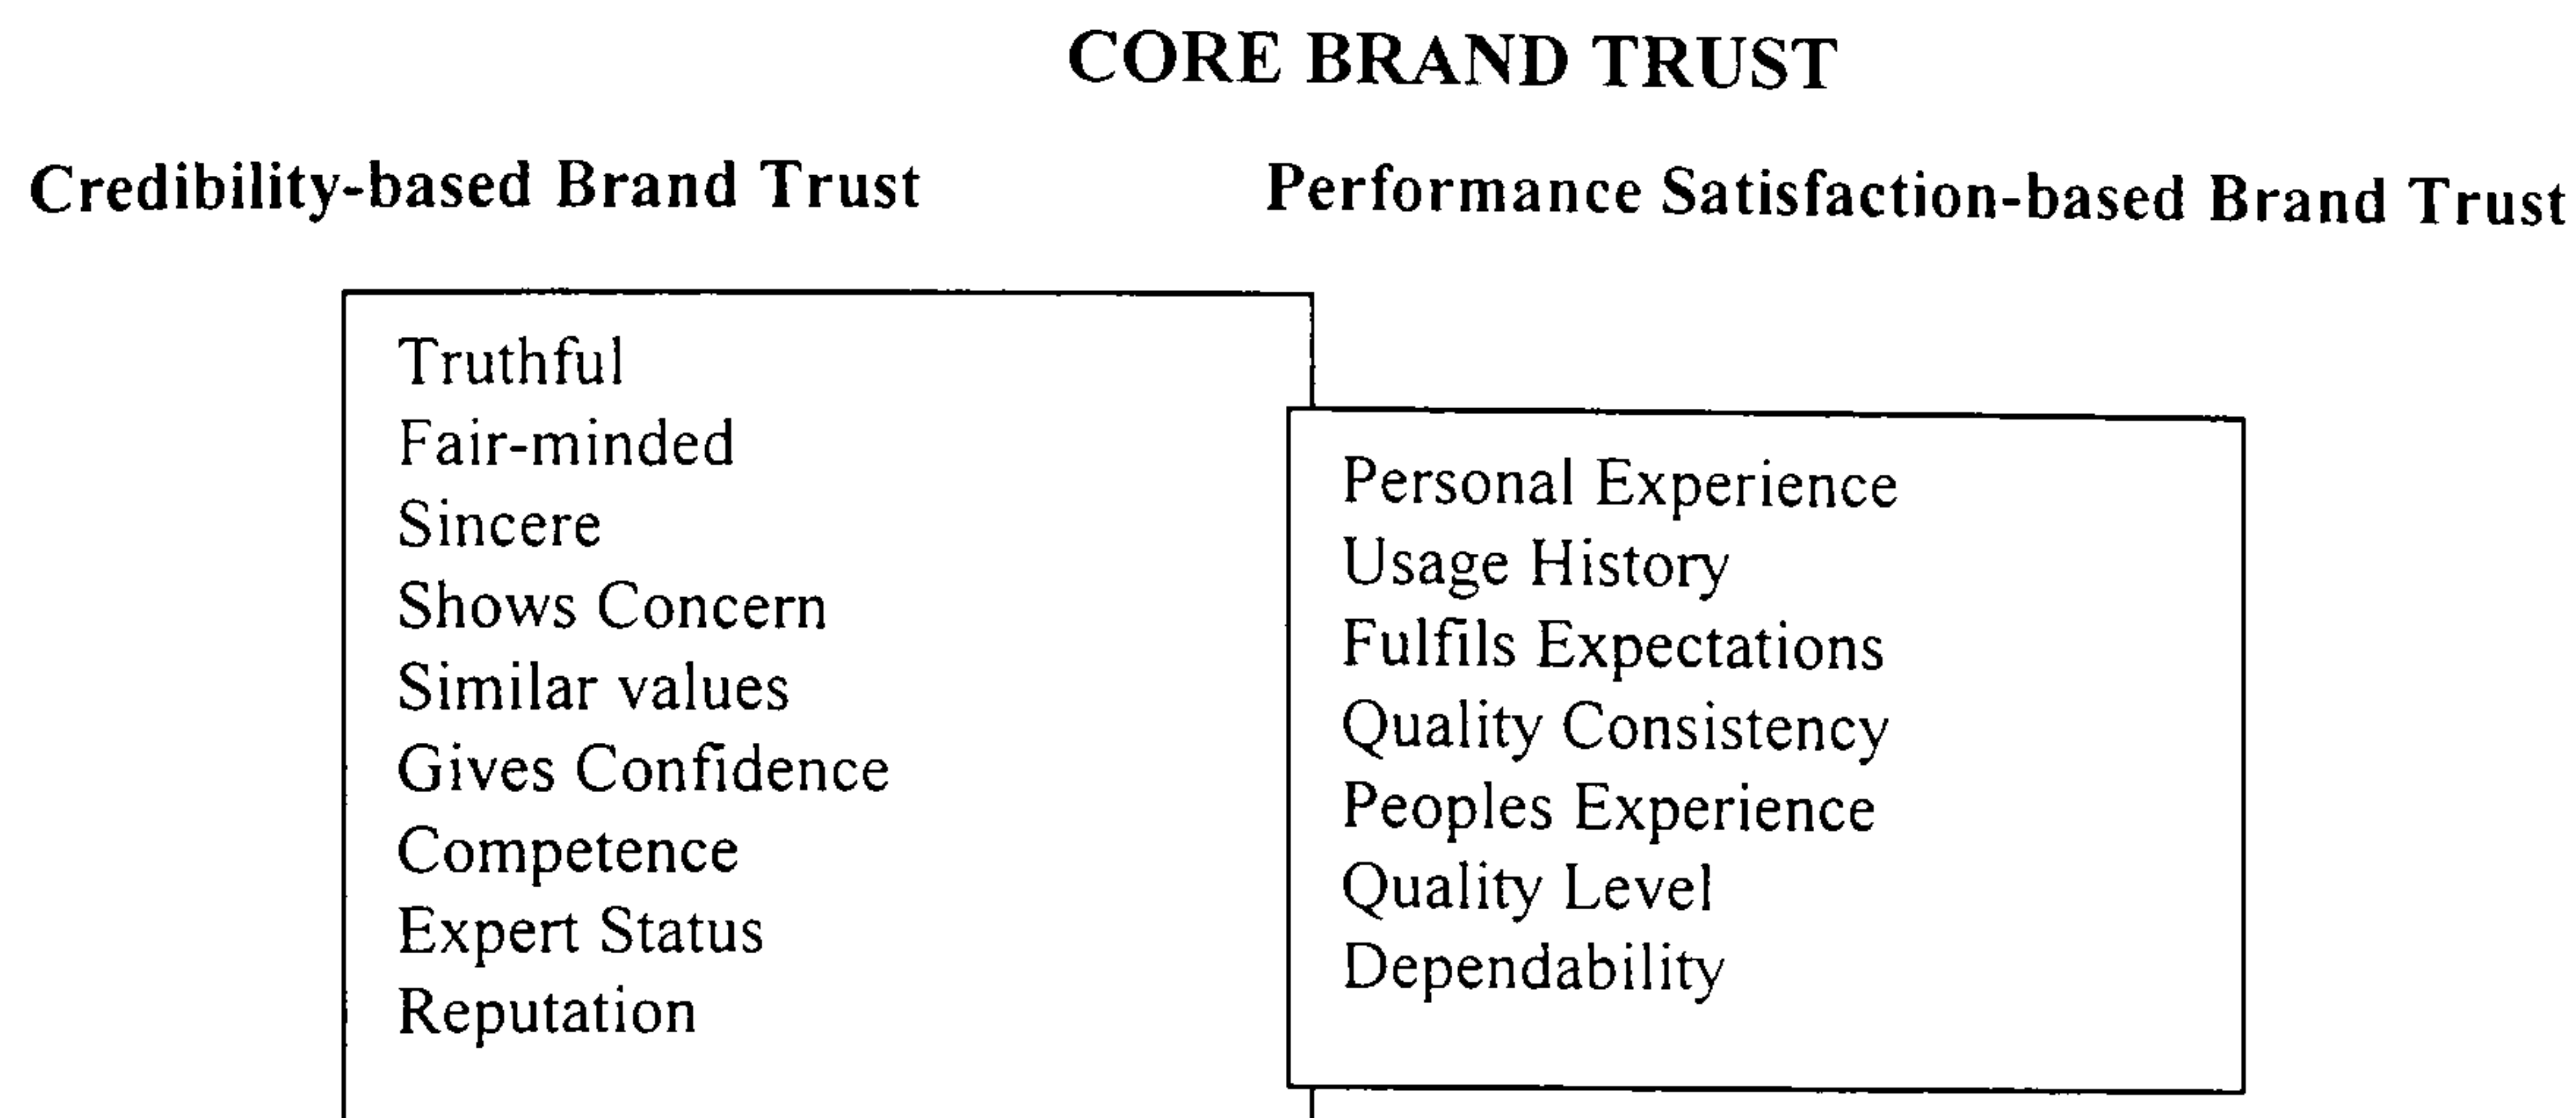 CORE BRAND TRUST
Credibility-based Brand Trust
Performance Satisfaction-based Brand Trust
Truthful
Fair-minded
Sincere
Shows Concern
Similar values
Gives Confidence
Competence
Expert Status
Reputation
Personal Experience
Usage History
Fulfils Expectations
Quality Consistency
Peoples Experience
Quality Level
Dependability